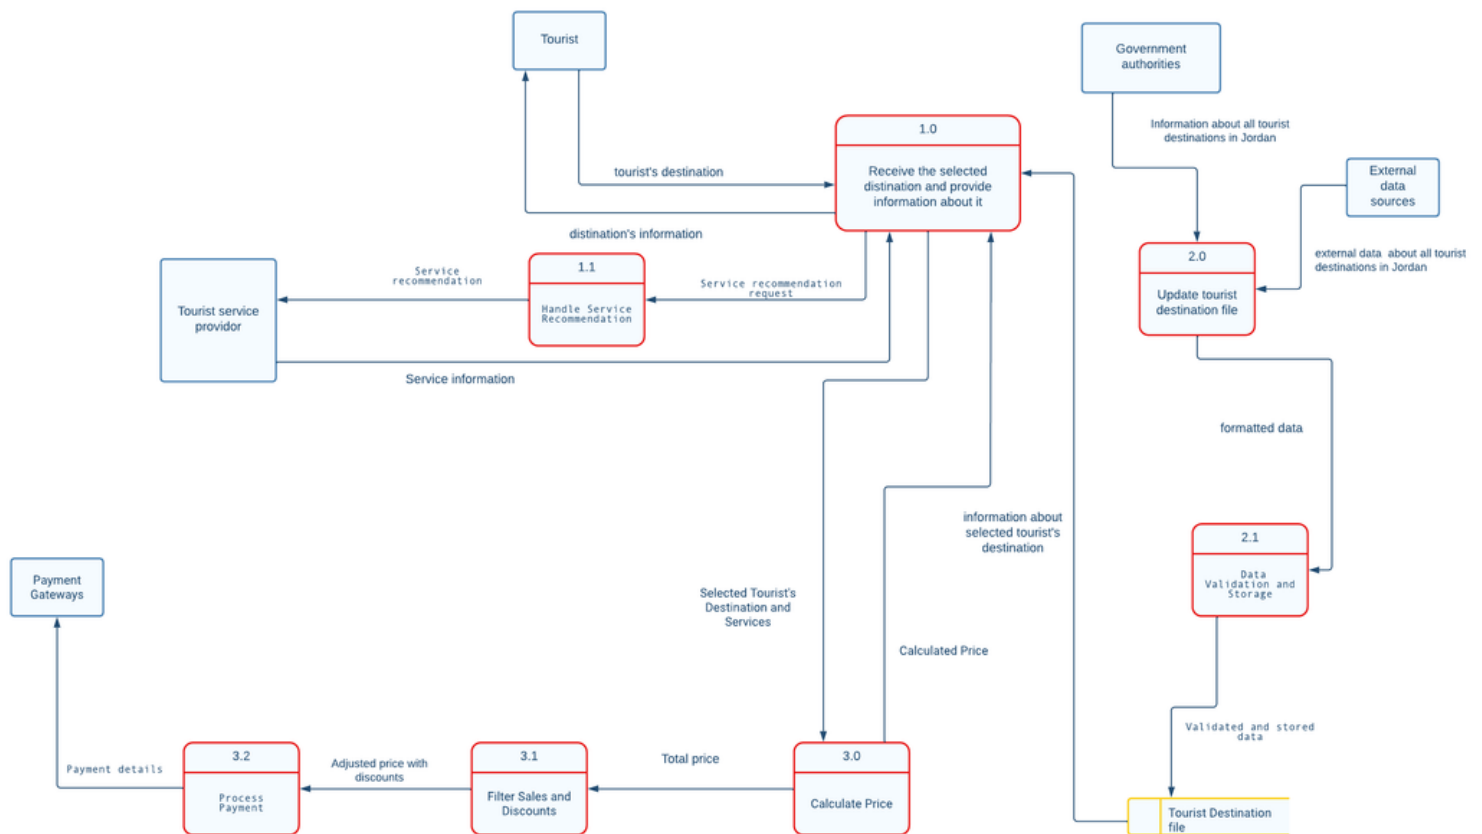 Tourist
Government
authorities
1.0
Receive the selected
distination and provide
information about it
Information about all tourist
destinations in Jordan
External
data
sources
tourist's destination
distination's information
2.0
Update tourist
destination file
external data about all tourist
destinations in Jordan
Service
recommendation
1.1
Handle Service
Recommendation
Service recommendation
request
Tourist service
providor
Service information
formatted data
information about
selected tourist's
destination
2.1
Data
Validation and
Storage
Payment
Gateways
Selected Tourist's
Destination and
Services
Calculated Price
Validated and stored
data
Payment details
3.2
Process
Payment
Adjusted price with
discounts
3.1
Filter Sales and
Discounts
Total price
3.0
Calculate Price
Tourist Destination
file